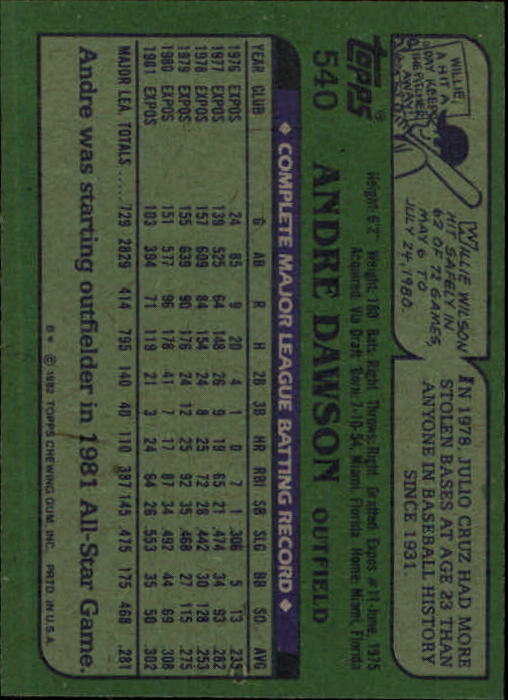 WILLIE,
A HIT A
DAY KEEPS
THE PITCHER
AWAY!
WILLIE WILSON
HIT SAFELY IN
62 OF 72 GAMES,
MAY 6 TO
JULY 24, 1980.
IN 1978, JULIO CRUZ HAD MORE
STOLEN BASES AT AGE 23 THAN
ANYONE IN BASEBALL HISTORY
SINCE 1931.
TOPPS®
540 ANDRE DAWSON OUTFIELD
Height: 6'2" Weight: 180 Bats: Right Throws: Right Drafted: Expos #11-June, 1975
Acquired: Via Draft Born: 7-10-54, Miami, Florida Home: Miami, Florida
◆ COMPLETE MAJOR LEAGUE BATTING RECORD ◆
YEAR CLUB G AB R H 2B 3B HR RBI SB SLG BB SO AVG
1976 EXPOS 24 85 9 20 4 1 0 7 1 .306 5 13 .235
1977 EXPOS 139 525 64 148 26 9 19 65 21 .474 34 93 .282
1978 EXPOS 157 609 84 154 24 8 25 72 28 .442 30 128 .253
1979 EXPOS 155 639 90 176 24 12 25 92 35 .468 27 115 .275
1980 EXPOS 151 577 96 178 41 7 17 87 34 .492 44 69 .308
1981 EXPOS 103 394 71 119 21 3 24 64 26 .553 35 50 .302
MAJOR LEA. TOTALS ..... 729 2829 414 795 140 40 110 387 145 .475 175 468 .281
Andre was starting outfielder in 1981 All-Star Game.
B* © 1982 TOPPS CHEWING GUM, INC. PRTD. IN U.S.A.